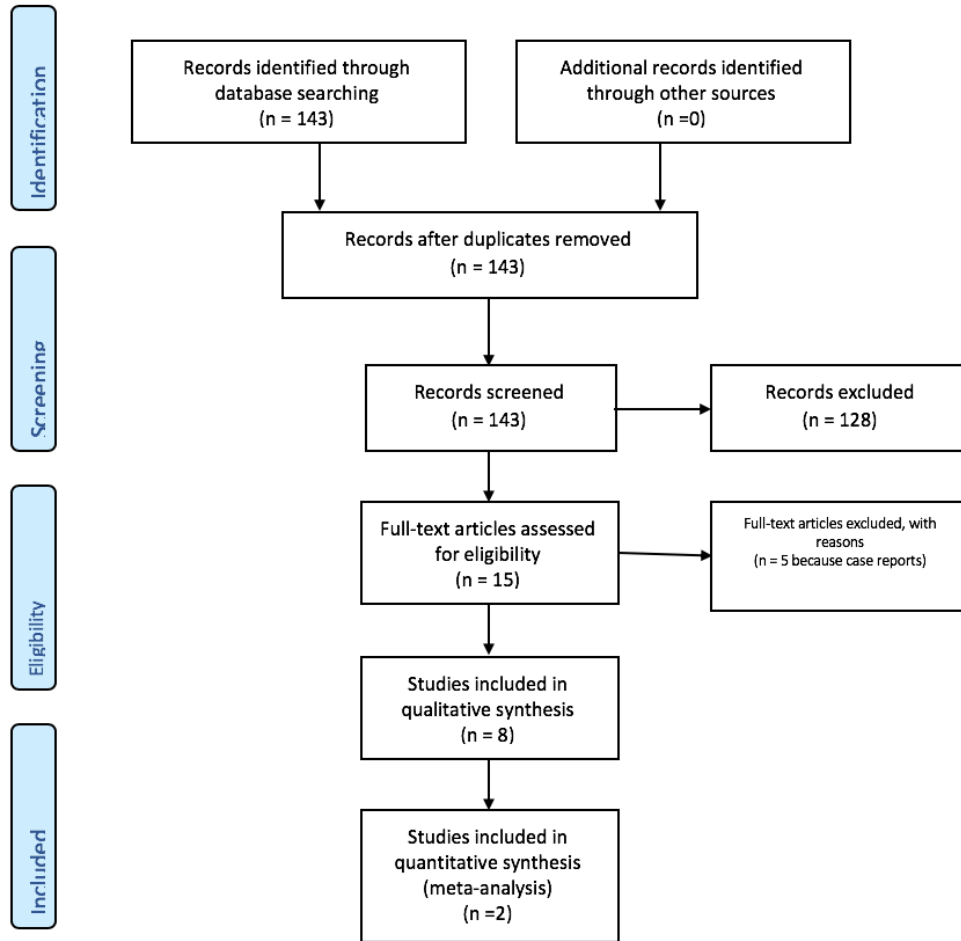 Identification
Records identified through
database searching
(n = 143)
Additional records identified
through other sources
(n =0)
Records after duplicates removed
(n = 143)
Screening
Records screened
(n = 143)
Records excluded
(n = 128)
Eligibility
Full-text articles assessed
for eligibility
(n = 15)
Full-text articles excluded, with
reasons
(n = 5 because case reports)
Studies included in
qualitative synthesis
(n = 8)
Included
Studies included in
quantitative synthesis
(meta-analysis)
(n =2)